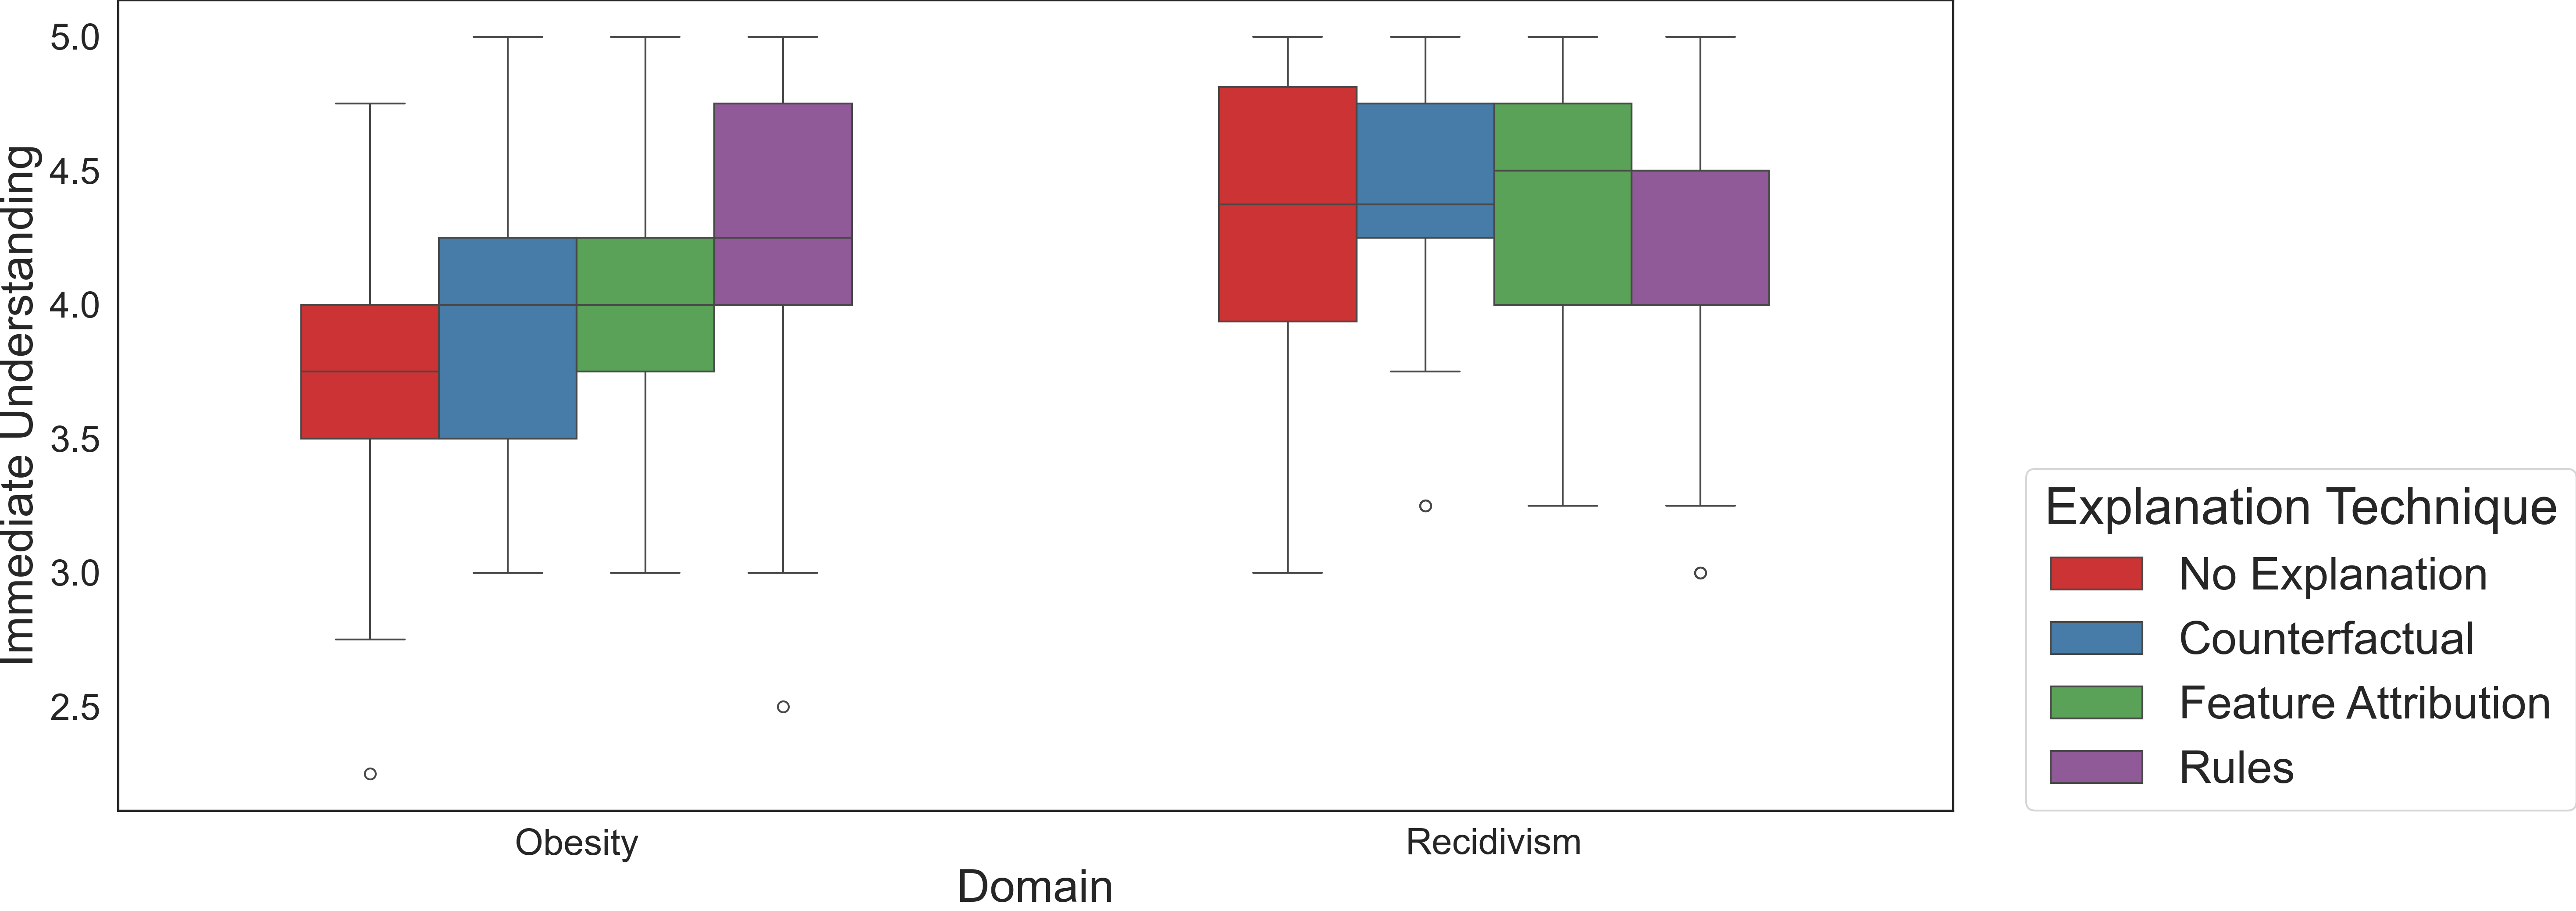 Immediate Understanding
5.0
4.5
4.0
3.5
3.0
2.5
Obesity
Recidivism
Domain
Explanation Technique
No Explanation
Counterfactual
Feature Attribution
Rules